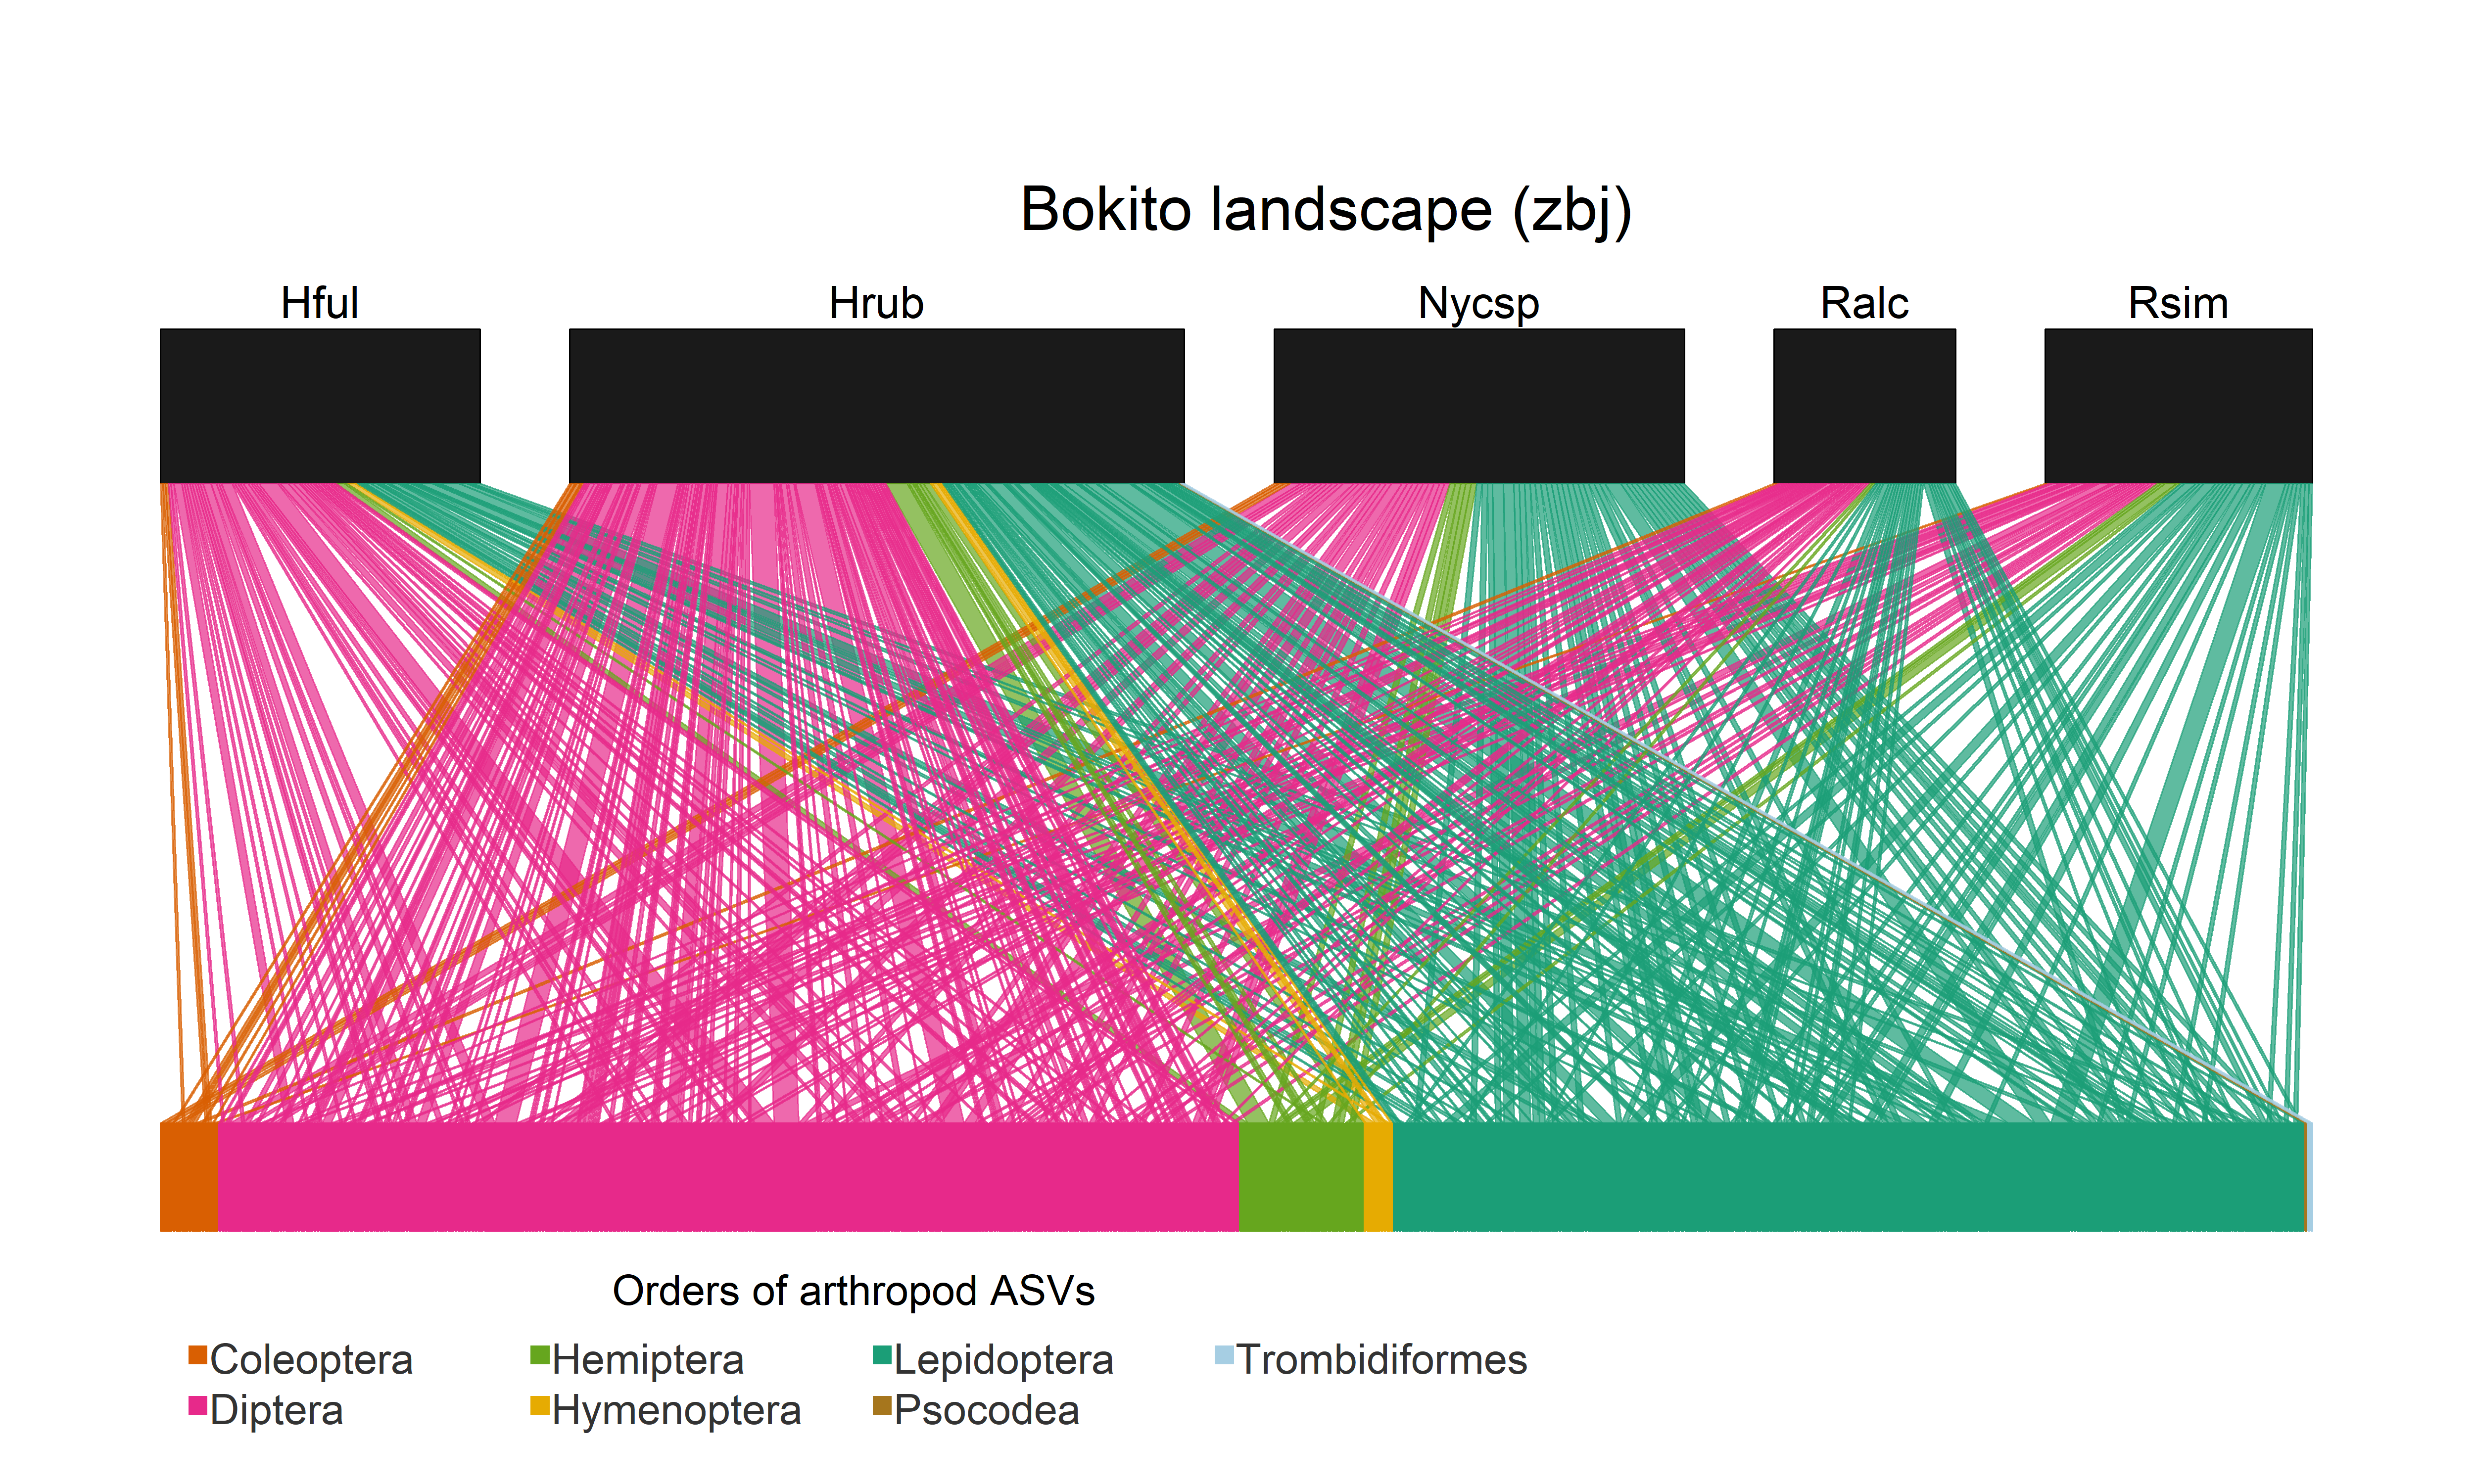 Bokito landscape (zbj)
Hful Hrub Nycsp Ralc Rsim
Orders of arthropod ASVs
Coleoptera Hemiptera Lepidoptera Trombidiformes
Diptera Hymenoptera Psocodea